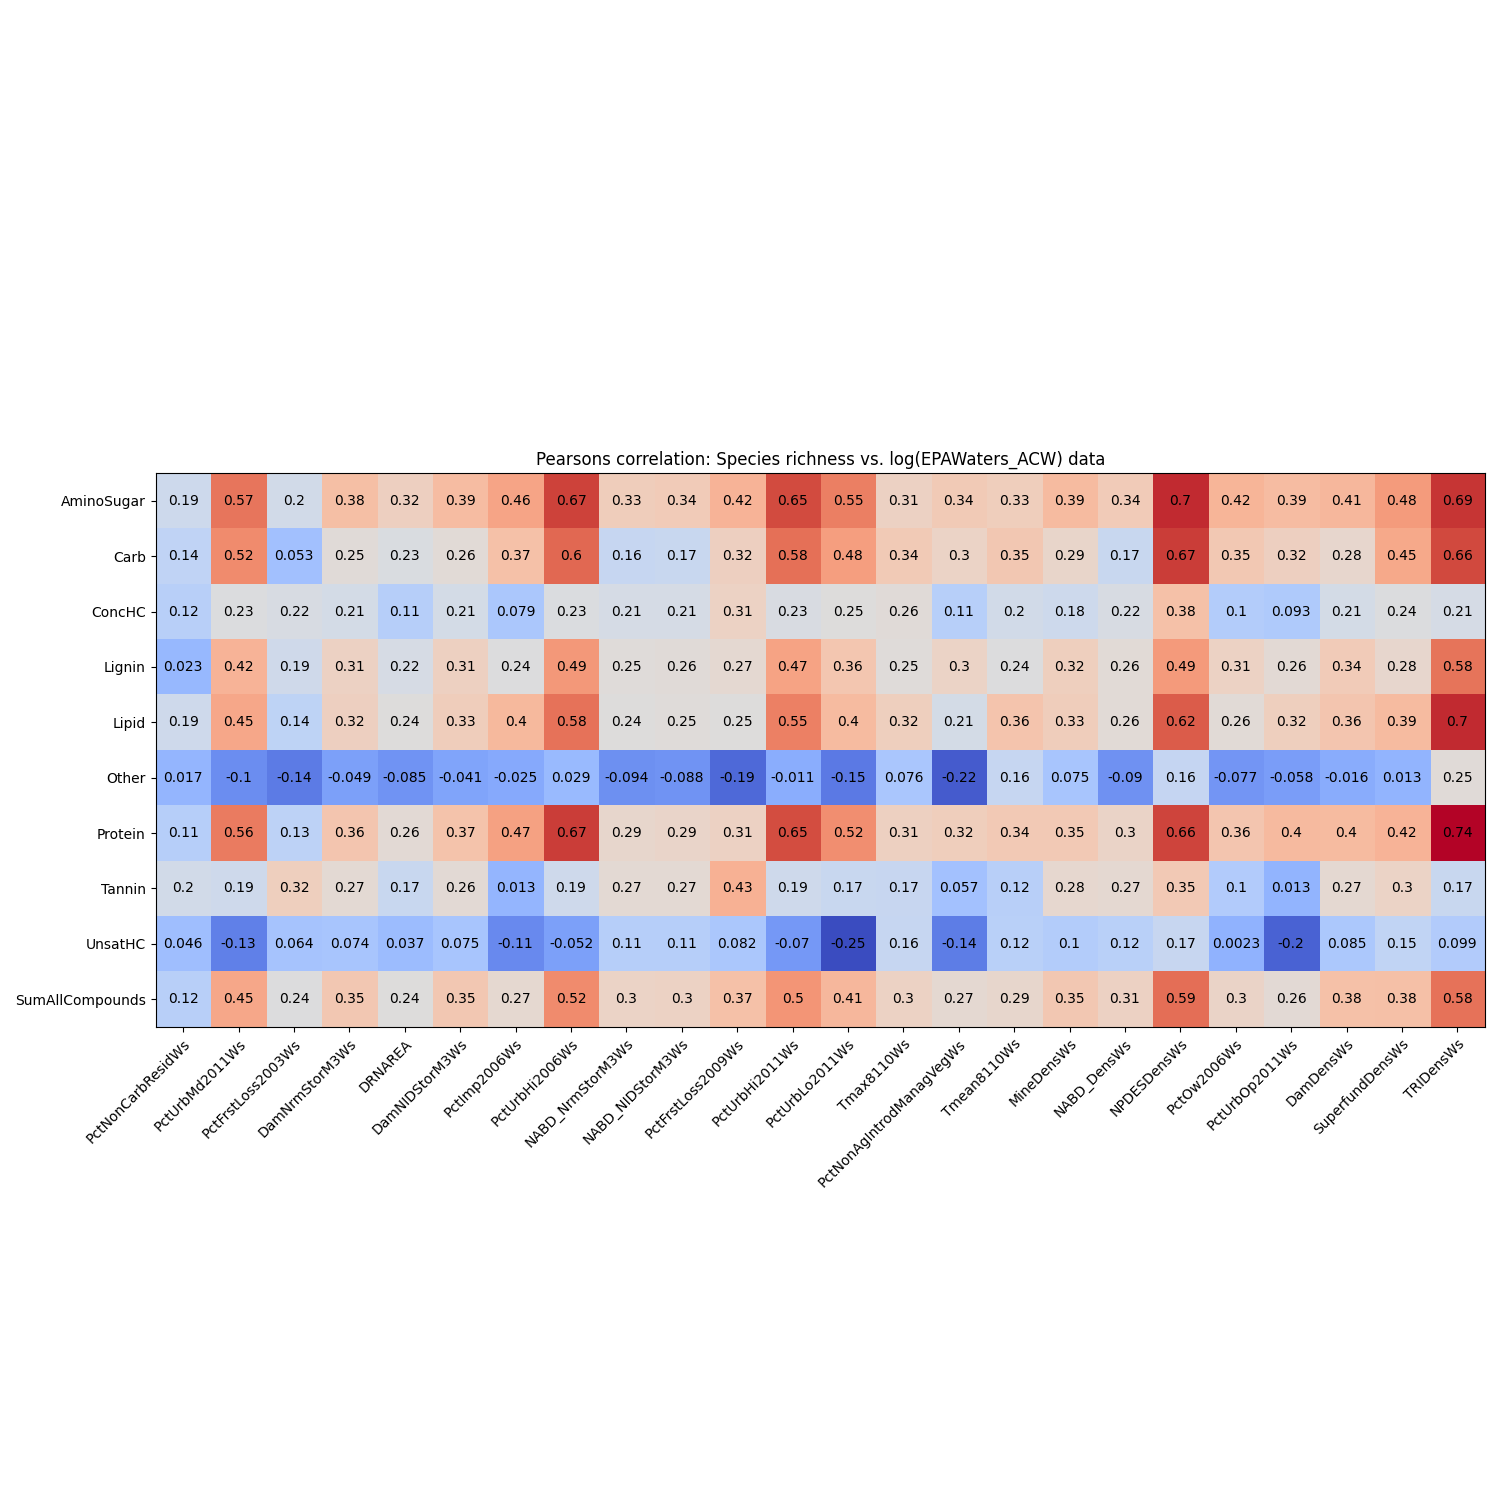 Pearsons correlation: Species richness vs. log(EPAWaters_ACW) data
AminoSugar 0.19 0.57 0.2 0.38 0.32 0.39 0.46 0.67 0.33 0.34 0.42 0.65 0.55 0.31 0.34 0.33 0.39 0.34 0.7 0.42 0.39 0.41 0.48 0.69
Carb 0.14 0.52 0.053 0.25 0.23 0.26 0.37 0.6 0.16 0.17 0.32 0.58 0.48 0.34 0.3 0.35 0.29 0.17 0.67 0.35 0.32 0.28 0.45 0.66
ConcHC 0.12 0.23 0.22 0.21 0.11 0.21 0.079 0.23 0.21 0.21 0.31 0.23 0.25 0.26 0.11 0.2 0.18 0.22 0.38 0.1 0.093 0.21 0.24 0.21
Lignin 0.023 0.42 0.19 0.31 0.22 0.31 0.24 0.49 0.25 0.26 0.27 0.47 0.36 0.25 0.3 0.24 0.32 0.26 0.49 0.31 0.26 0.34 0.28 0.58
Lipid 0.19 0.45 0.14 0.32 0.24 0.33 0.4 0.58 0.24 0.25 0.25 0.55 0.4 0.32 0.21 0.36 0.33 0.26 0.62 0.26 0.32 0.36 0.39 0.7
Other 0.017 -0.1 -0.14 -0.049 -0.085 -0.041 -0.025 0.029 -0.094 -0.088 -0.19 -0.011 -0.15 0.076 -0.22 0.16 0.075 -0.09 0.16 -0.077 -0.058 -0.016 0.013 0.25
Protein 0.11 0.56 0.13 0.36 0.26 0.37 0.47 0.67 0.29 0.29 0.31 0.65 0.52 0.31 0.32 0.34 0.35 0.3 0.66 0.36 0.4 0.4 0.42 0.74
Tannin 0.2 0.19 0.32 0.27 0.17 0.26 0.013 0.19 0.27 0.27 0.43 0.19 0.17 0.17 0.057 0.12 0.28 0.27 0.35 0.1 0.013 0.27 0.3 0.17
UnsatHC 0.046 -0.13 0.064 0.074 0.037 0.075 -0.11 -0.052 0.11 0.11 0.082 -0.07 -0.25 0.16 -0.14 0.12 0.1 0.12 0.17 0.0023 -0.2 0.085 0.15 0.099
SumAllCompounds 0.12 0.45 0.24 0.35 0.24 0.35 0.27 0.52 0.3 0.3 0.37 0.5 0.41 0.3 0.27 0.29 0.35 0.31 0.59 0.3 0.26 0.38 0.38 0.58
PctNonCarbResidWs
PctUrbMd2011Ws
PctFrstLoss2003Ws
DamNrmStorM3Ws
DRNAREA
DamNIDStorM3Ws
PctImp2006Ws
PctUrbHi2006Ws
NABD_NrmStorM3Ws
NABD_NIDStorM3Ws
PctFrstLoss2009Ws
PctUrbHi2011Ws
PctUrbLo2011Ws
Tmax8110Ws
PctNonAgIntrodManagVegWs
Tmean8110Ws
MineDensWs
NABD_DensWs
NPDESDensWs
PctOw2006Ws
PctUrbOp2011Ws
DamDensWs
SuperfundDensWs
TRIDensWs